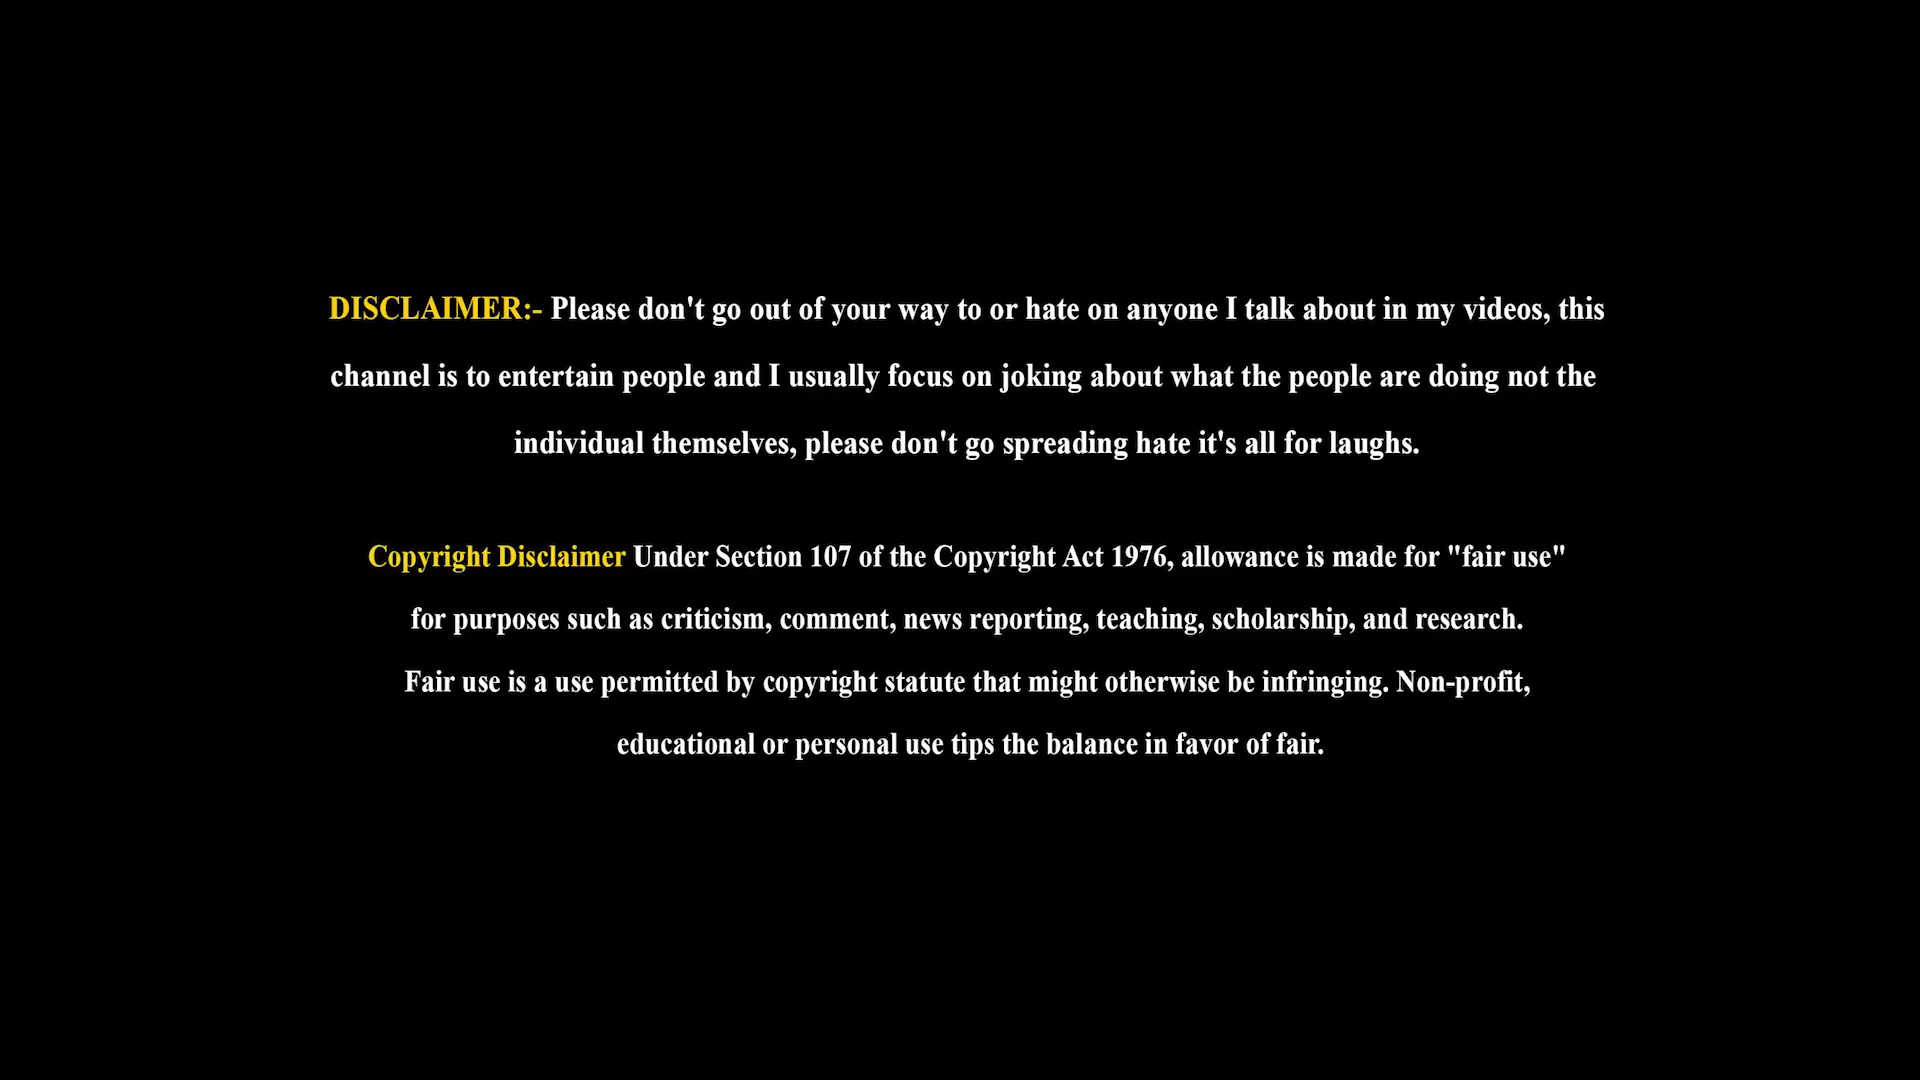 DISCLAIMER:- Please don't go out of your way to or hate on anyone I talk about in my videos, this
channel is to entertain people and I usually focus on joking about what the people are doing not the
individual themselves, please don't go spreading hate it's all for laughs.
Copyright Disclaimer Under Section 107 of the Copyright Act 1976, allowance is made for "fair use"
for purposes such as criticism, comment, news reporting, teaching, scholarship, and research.
Fair use is a use permitted by copyright statute that might otherwise be infringing. Non-profit,
educational or personal use tips the balance in favor of fair.